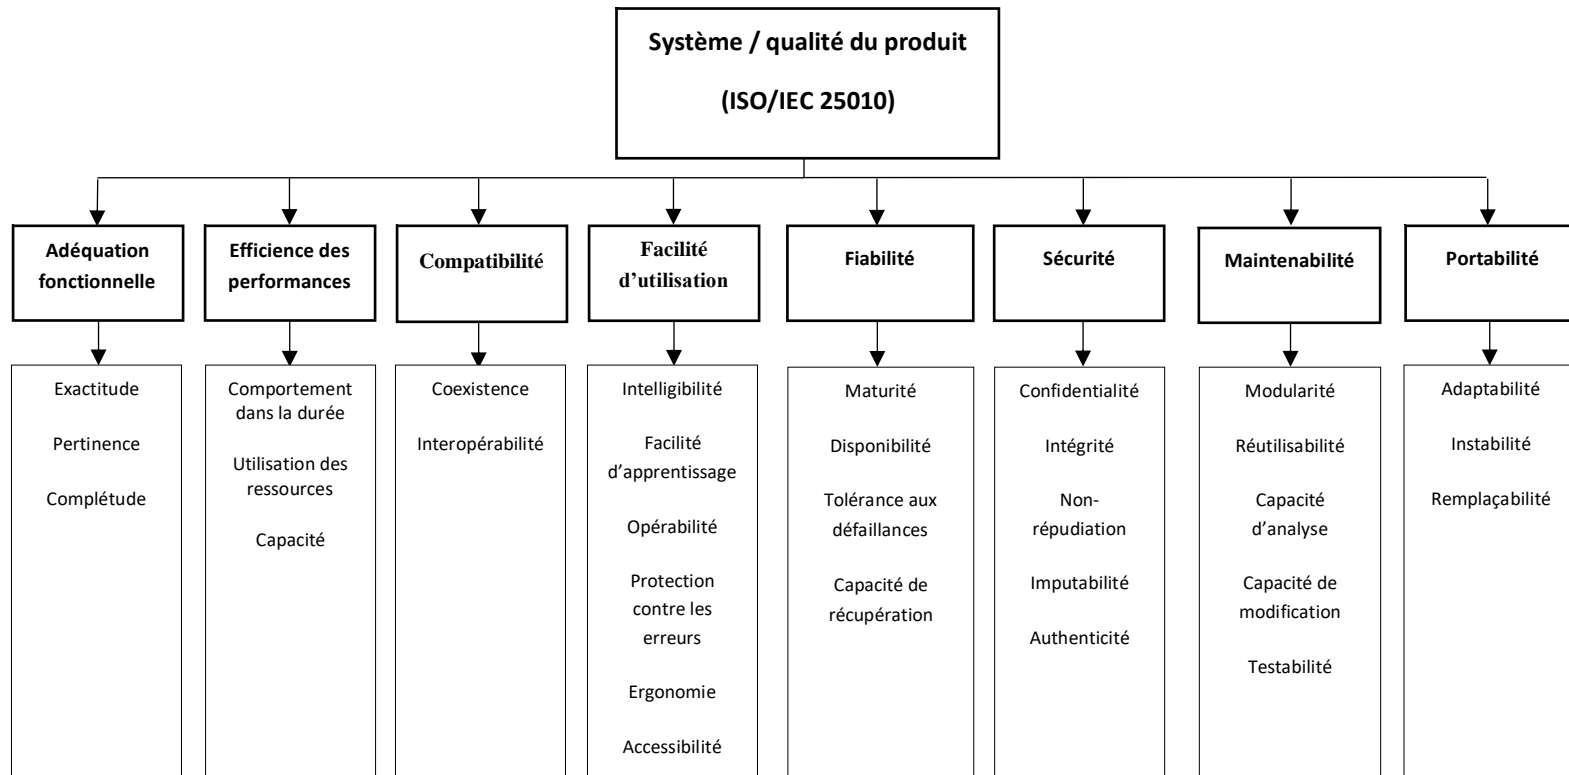 Système / qualité du produit
(ISO/IEC 25010)
Adéquation
fonctionnelle
Efficience des
performances
Compatibilité
Facilité
d’utilisation
Fiabilité
Sécurité
Maintenabilité
Portabilité
Exactitude
Pertinence
Complétude
Comportement
dans la durée
Utilisation des
ressources
Capacité
Coexistence
Interopérabilité
Intelligibilité
Facilité
d’apprentissage
Opérabilité
Protection
contre les
erreurs
Ergonomie
Accessibilité
Maturité
Disponibilité
Tolérance aux
défaillances
Capacité de
récupération
Confidentialité
Intégrité
Non-
répudiation
Imputabilité
Authenticité
Modularité
Réutilisabilité
Capacité
d’analyse
Capacité de
modification
Testabilité
Adaptabilité
Instabilité
Remplaçabilité